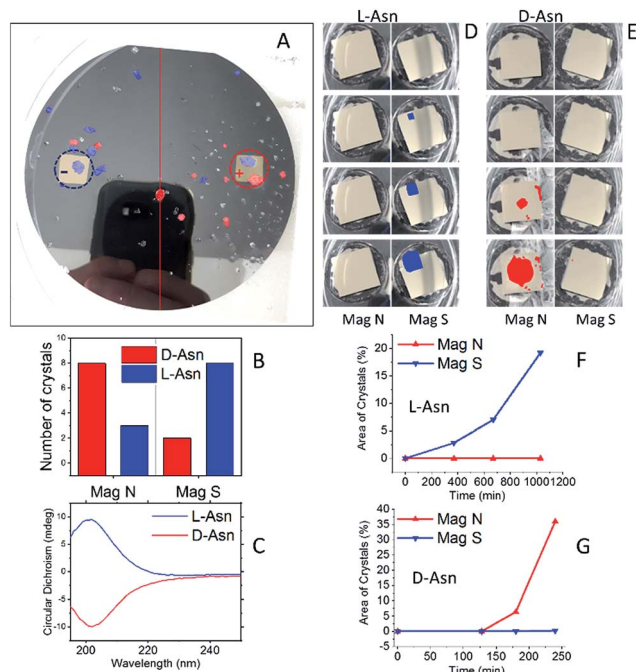 A
-
+
L-Asn
D-Asn
D
E
Mag N
Mag S
Mag N
Mag S
B
Number of crystals
8
6
4
2
0
D-Asn
L-Asn
Mag N
Mag S
C
Circular Dichroism (mdeg)
10
5
0
-5
-10
L-Asn
D-Asn
200
220
240
Wavelength (nm)
F
Area of Crystals (%)
20
15
10
5
0
Mag N
Mag S
L-Asn
0
200
400
600
800
1000
1200
Time (min)
G
Area of Crystals (%)
35
30
25
20
15
10
5
0
Mag N
Mag S
D-Asn
0
50
100
150
200
250
Time (min)